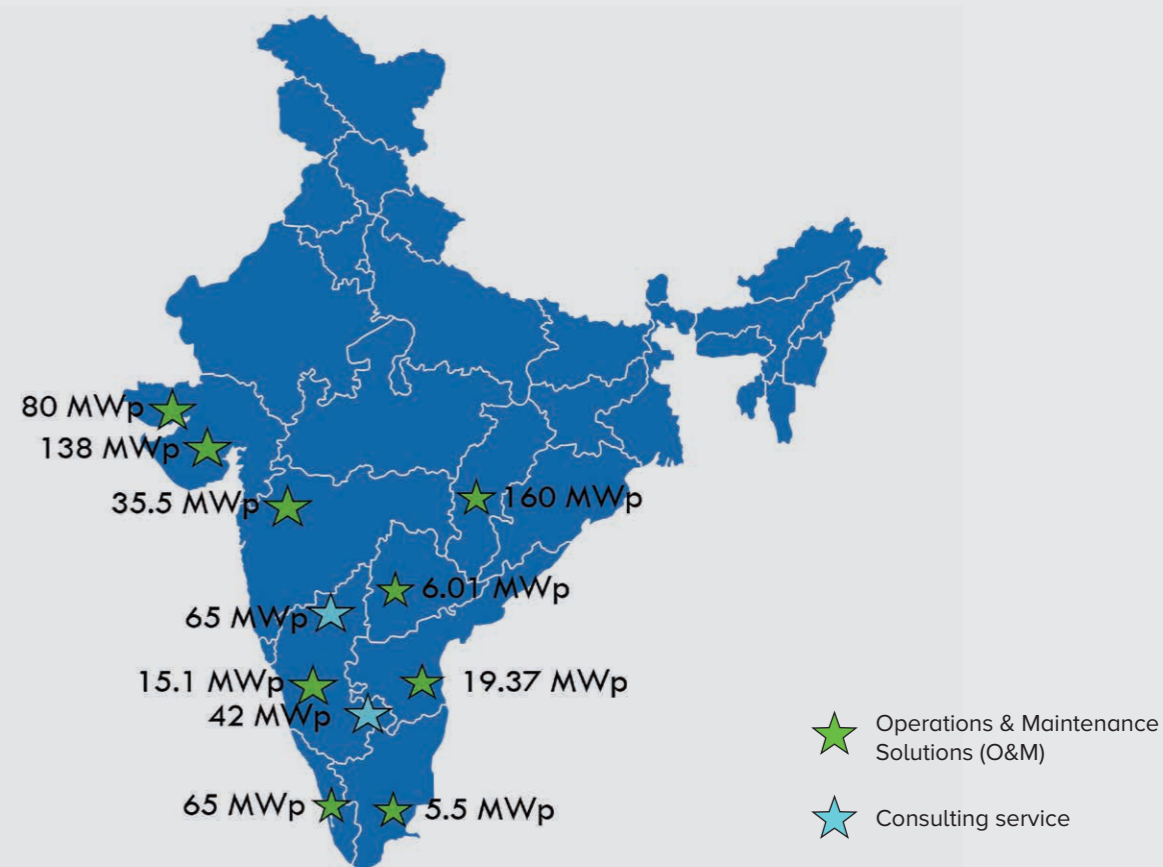 80 MWp
138 MWp
35.5 MWp
160 MWp
6.01 MWp
65 MWp
15.1 MWp
19.37 MWp
42 MWp
65 MWp
5.5 MWp
Operations & Maintenance
Solutions (O&M)
Consulting service